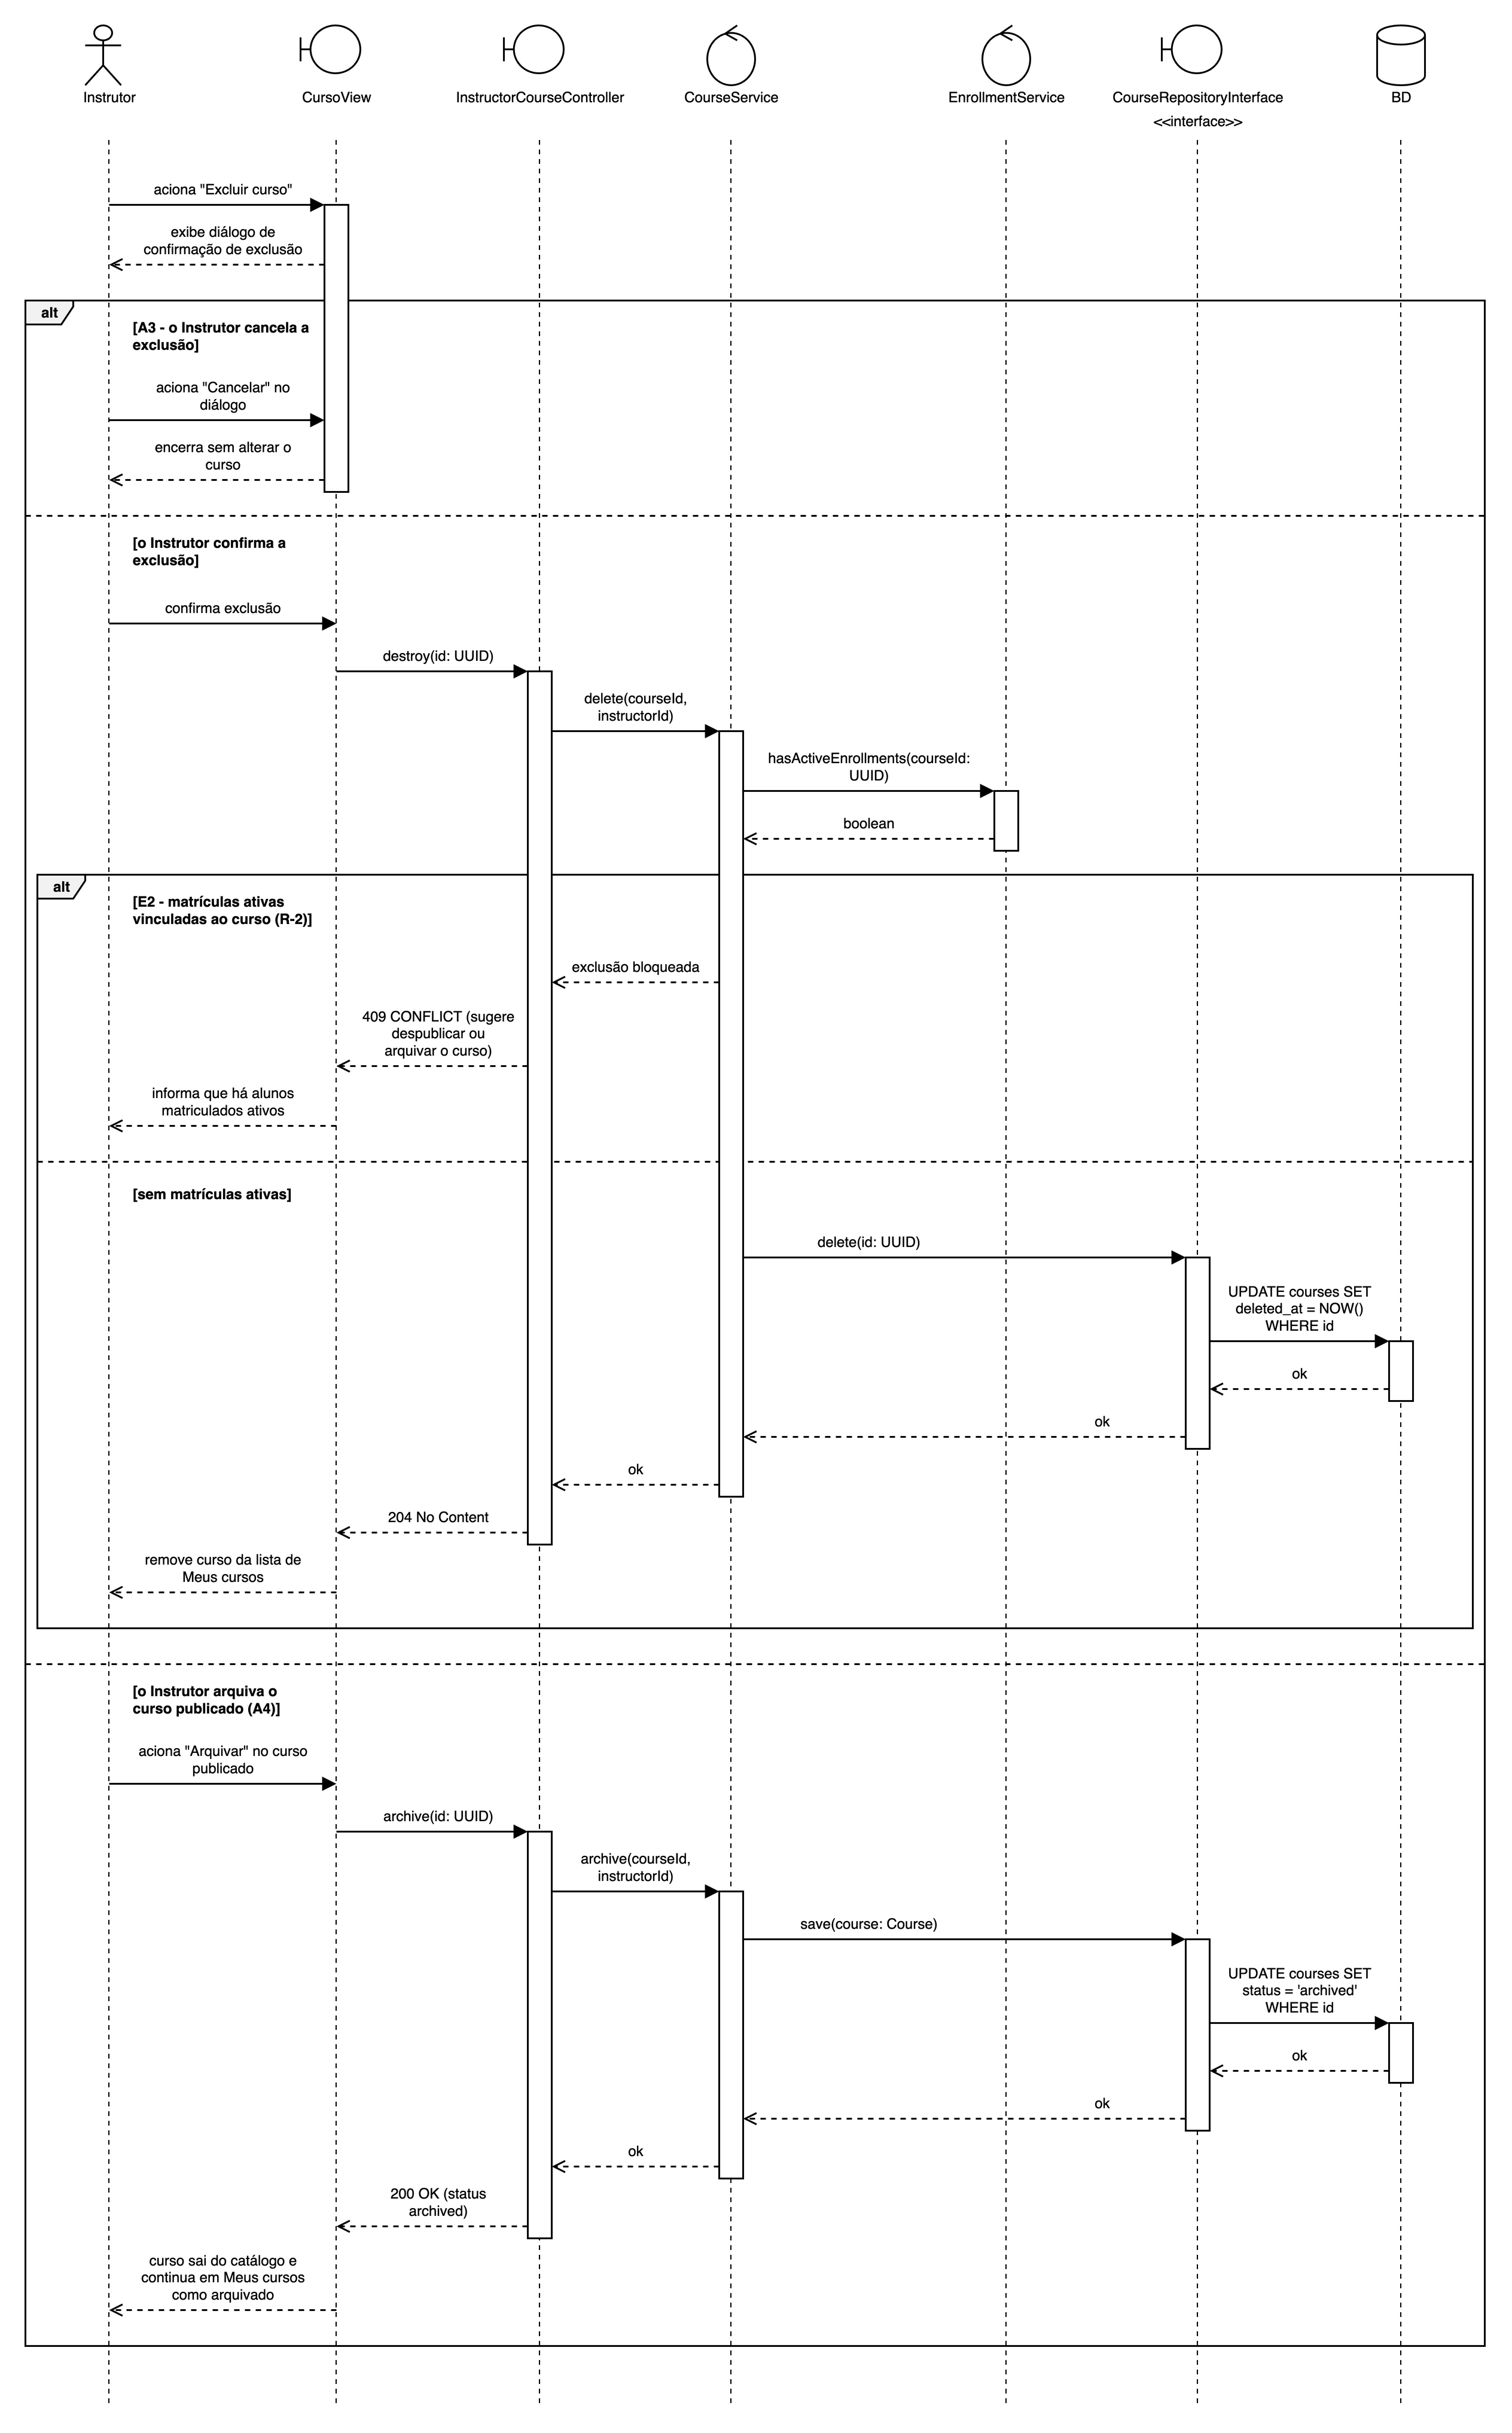 Instrutor
CursoView
InstructorCourseController
CourseService
EnrollmentService
CourseRepositoryInterface
<<interface>>
BD
aciona "Excluir curso"
exibe diálogo de
confirmação de exclusão
alt
[A3 - o Instrutor cancela a
exclusão]
aciona "Cancelar" no
diálogo
encerra sem alterar o
curso
[o Instrutor confirma a
exclusão]
confirma exclusão
destroy(id: UUID)
delete(courseId,
instructorId)
hasActiveEnrollments(courseId:
UUID)
boolean
alt
[E2 - matrículas ativas
vinculadas ao curso (R-2)]
exclusão bloqueada
409 CONFLICT (sugere
despublicar ou
arquivar o curso)
informa que há alunos
matriculados ativos
[sem matrículas ativas]
delete(id: UUID)
UPDATE courses SET
deleted_at = NOW()
WHERE id
ok
ok
ok
204 No Content
remove curso da lista de
Meus cursos
[o Instrutor arquiva o
curso publicado (A4)]
aciona "Arquivar" no curso
publicado
archive(id: UUID)
archive(courseId,
instructorId)
save(course: Course)
UPDATE courses SET
status = 'archived'
WHERE id
ok
ok
ok
200 OK (status
archived)
curso sai do catálogo e
continua em Meus cursos
como arquivado